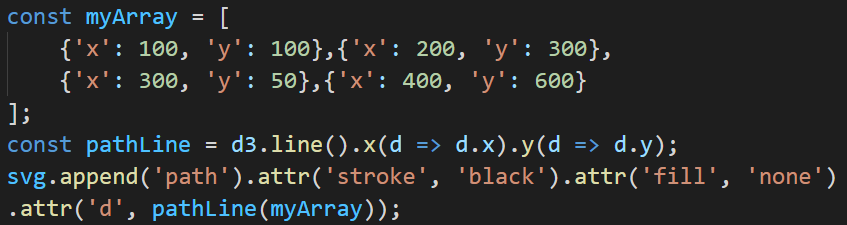 const myArray = [
    {'x': 100, 'y': 100},{'x': 200, 'y': 300},
    {'x': 300, 'y': 50},{'x': 400, 'y': 600}
];
const pathLine = d3.line().x(d => d.x).y(d => d.y);
svg.append('path').attr('stroke', 'black').attr('fill', 'none')
.attr('d', pathLine(myArray));